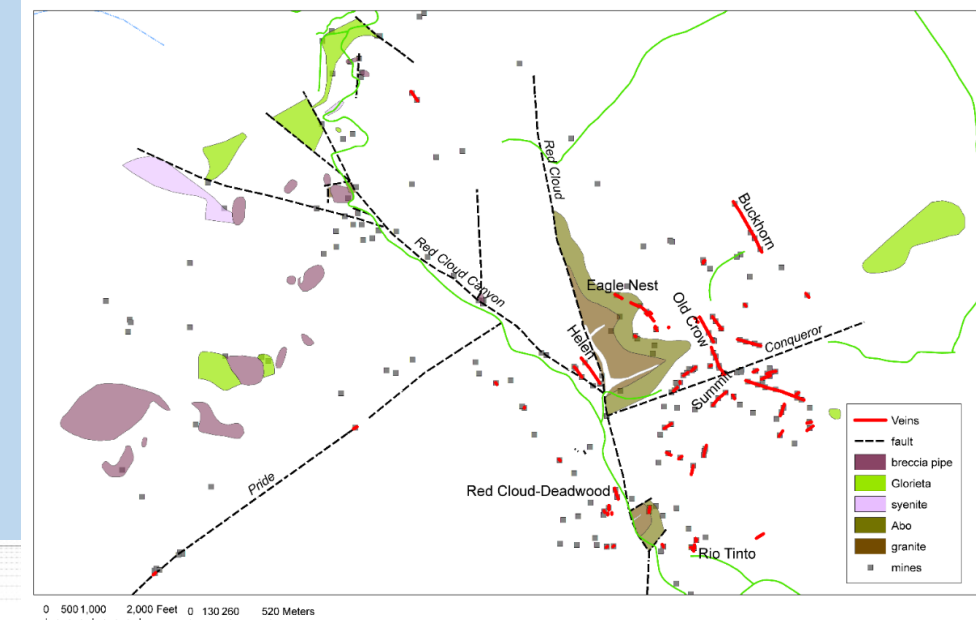 Red Cloud
Buckhorn
Red Cloud Canyon
Eagle Nest
Old Crow
Helen
Conqueror
Summit
Pride
Red Cloud-Deadwood
Rio Tinto
Veins
fault
breccia pipe
Glorieta
syenite
Abo
granite
mines
0 500 1,000 2,000 Feet 0 130 260 520 Meters